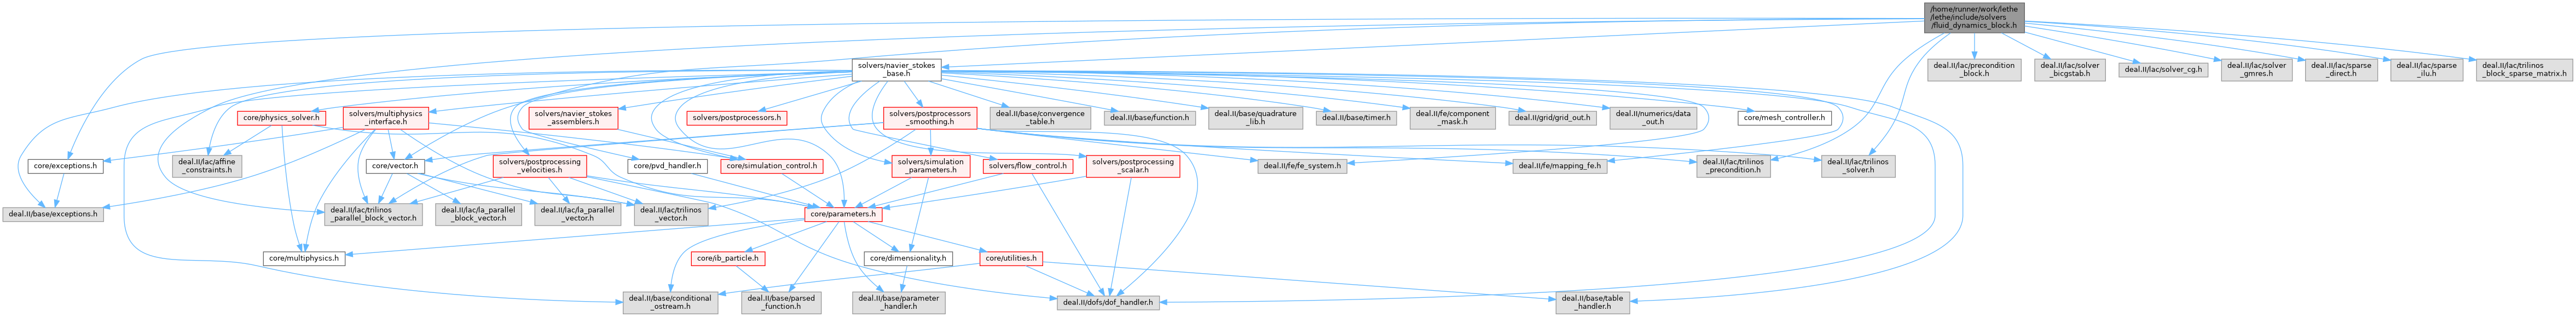 /home/runner/work/lethe
/lethe/include/solvers
/fluid_dynamics_block.h
solvers/navier_stokes
_base.h
deal.II/lac/precondition
_block.h
deal.II/lac/solver
_bicgstab.h
deal.II/lac/solver_cg.h
deal.II/lac/solver
_gmres.h
deal.II/lac/sparse
_direct.h
deal.II/lac/sparse
_ilu.h
deal.II/lac/trilinos
_block_sparse_matrix.h
core/physics_solver.h
solvers/multiphysics
_interface.h
solvers/navier_stokes
_assemblers.h
solvers/postprocessors.h
solvers/postprocessors
_smoothing.h
deal.II/base/convergence
_table.h
deal.II/base/function.h
deal.II/base/quadrature
_lib.h
deal.II/base/timer.h
deal.II/fe/component
_mask.h
deal.II/grid/grid_out.h
deal.II/numerics/data
_out.h
core/mesh_controller.h
core/exceptions.h
deal.II/lac/affine
_constraints.h
core/vector.h
solvers/postprocessing
_velocities.h
core/pvd_handler.h
core/simulation_control.h
solvers/simulation
_parameters.h
solvers/flow_control.h
solvers/postprocessing
_scalar.h
deal.II/fe/fe_system.h
deal.II/fe/mapping_fe.h
deal.II/lac/trilinos
_precondition.h
deal.II/lac/trilinos
_solver.h
deal.II/base/exceptions.h
deal.II/lac/trilinos
_parallel_block_vector.h
deal.II/lac/la_parallel
_block_vector.h
deal.II/lac/la_parallel
_vector.h
deal.II/lac/trilinos
_vector.h
core/parameters.h
core/multiphysics.h
core/ib_particle.h
core/dimensionality.h
core/utilities.h
deal.II/base/conditional
_ostream.h
deal.II/base/parsed
_function.h
deal.II/base/parameter
_handler.h
deal.II/dofs/dof_handler.h
deal.II/base/table
_handler.h